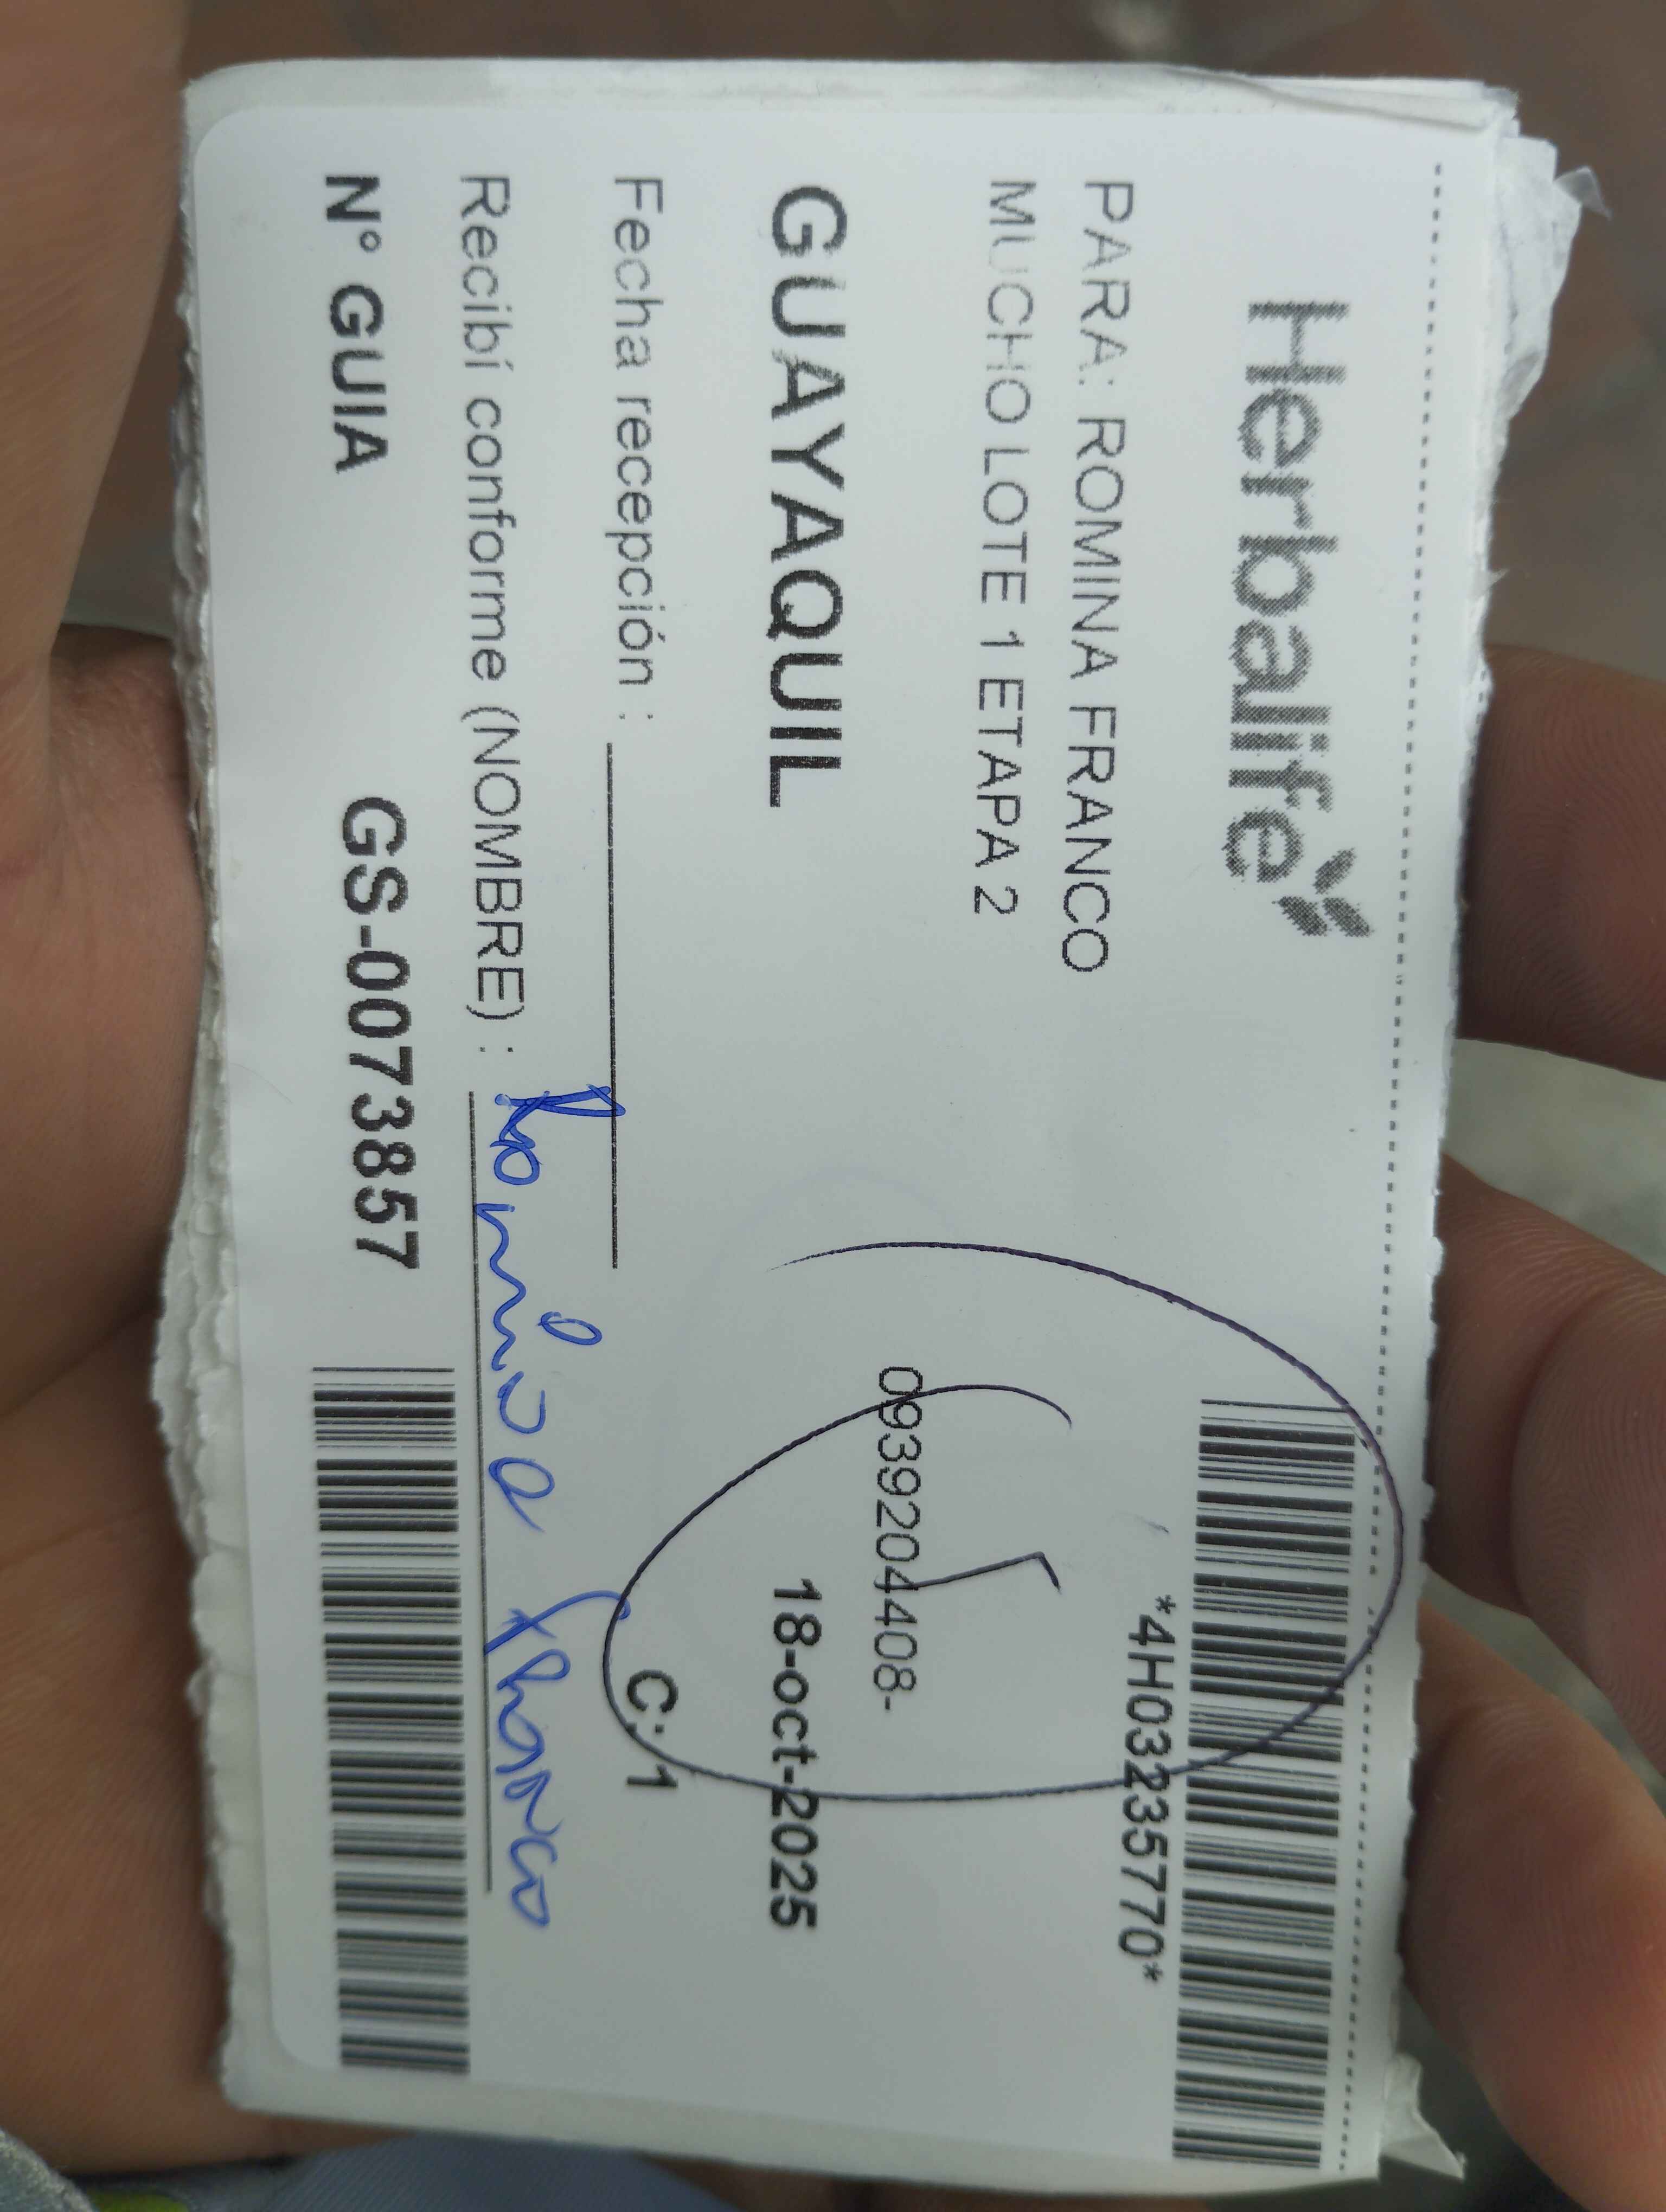 Herbalife
*4H03235770*
PARA: ROMINA FRANCO
MUCHO LOTE 1 ETAPA 2
0939204408-
GUAYAQUIL
18-oct-2025
Fecha recepción :
C: 1
Recibí conforme (NOMBRE) : Romina Franco
N° GUIA GS-0073857